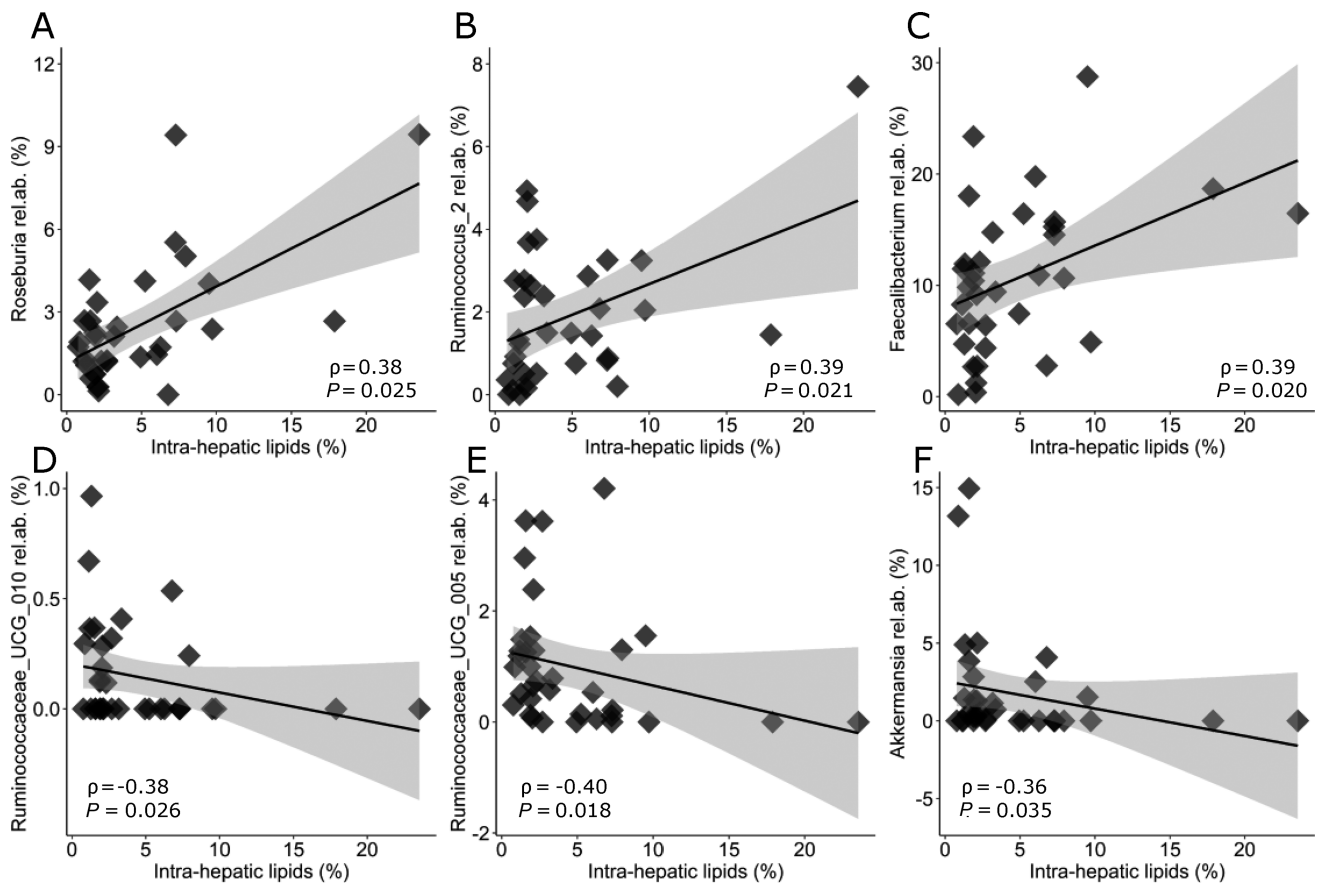 A
Roseburia rel.ab. (%)
12
9
6
3
0
ρ=0.38
P = 0.025
0 5 10 15 20
Intra-hepatic lipids (%)
B
Ruminococcus_2 rel.ab. (%)
8
6
4
2
0
ρ=0.39
P = 0.021
0 5 10 15 20
Intra-hepatic lipids (%)
C
Faecalibacterium rel.ab. (%)
30
20
10
0
ρ=0.39
P = 0.020
0 5 10 15 20
Intra-hepatic lipids (%)
D
Ruminococcaceae_UCG_010 rel.ab. (%)
1.0
0.5
0.0
ρ= -0.38
P = 0.026
0 5 10 15 20
Intra-hepatic lipids (%)
E
Ruminococcaceae_UCG_005 rel.ab. (%)
4
2
0
-2
ρ = -0.40
P = 0.018
0 5 10 15 20
Intra-hepatic lipids (%)
F
Akkermansia rel.ab. (%)
15
10
5
0
-5
ρ = -0.36
P = 0.035
0 5 10 15 20
Intra-hepatic lipids (%)